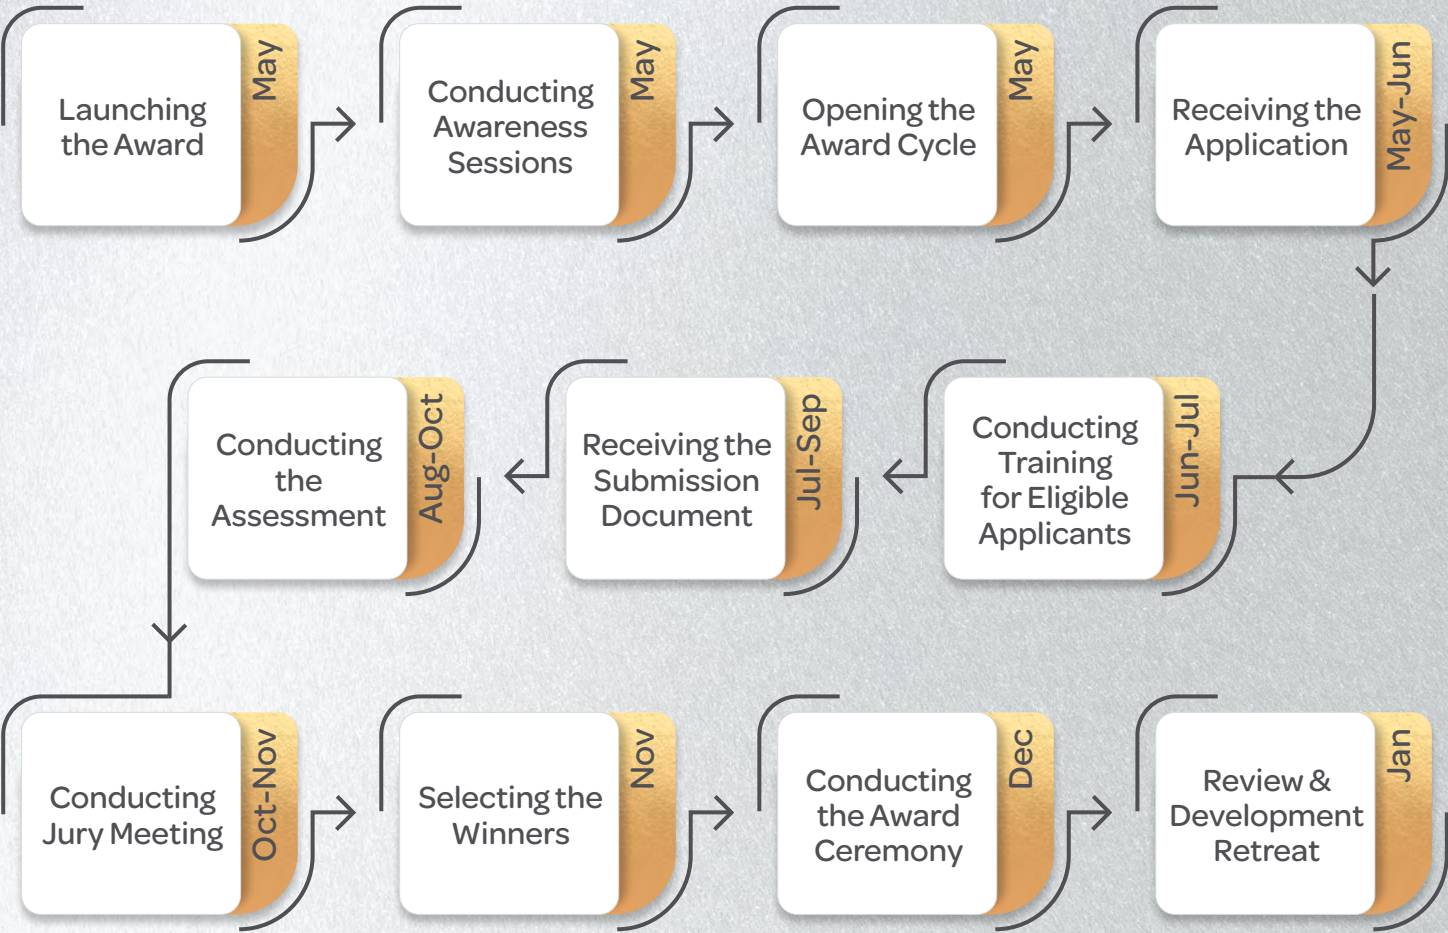 Launching
the Award
May
Conducting
Awareness
Sessions
May
Opening the
Award Cycle
May
Receiving the
Application
May-Jun
Conducting
Training
for Eligible
Applicants
Jun-Jul
Receiving the
Submission
Document
Jul-Sep
Conducting
the
Assessment
Aug-Oct
Conducting
Jury Meeting
Oct-Nov
Selecting the
Winners
Nov
Conducting
the Award
Ceremony
Dec
Review &
Development
Retreat
Jan